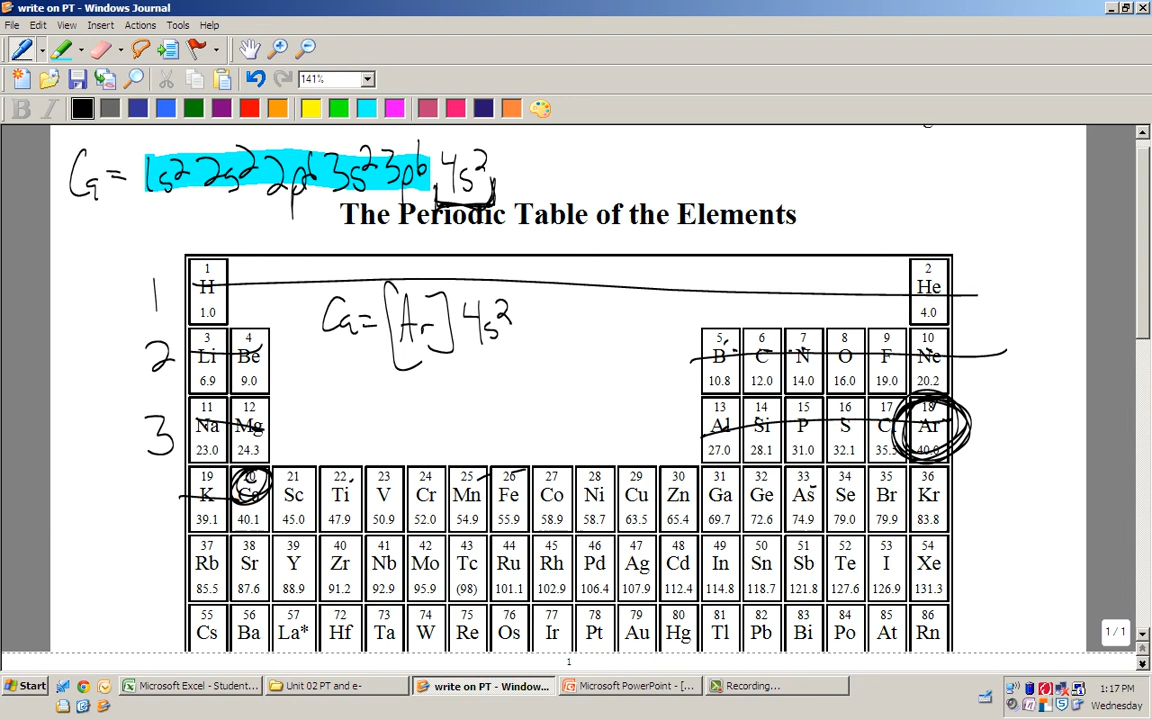 write on PT - Windows Journal
File Edit View Insert Actions Tools Help
141%
B I
Ca = 1s² 2s² 2p⁶ 3s² 3p⁶ 4s²
The Periodic Table of the Elements
1 2
1 H He
1.0 4.0
Ca = [Ar] 4s²
3 4 5 6 7 8 9 10
2 Li Be B C N O F Ne
6.9 9.0 10.8 12.0 14.0 16.0 19.0 20.2
11 12 13 14 15 16 17 18
3 Na Mg Al Si P S Cl Ar
23.0 24.3 27.0 28.1 31.0 32.1 35.5 40.0
19 20 21 22 23 24 25 26 27 28 29 30 31 32 33 34 35 36
K Ca Sc Ti V Cr Mn Fe Co Ni Cu Zn Ga Ge As Se Br Kr
39.1 40.1 45.0 47.9 50.9 52.0 54.9 55.9 58.9 58.7 63.5 65.4 69.7 72.6 74.9 79.0 79.9 83.8
37 38 39 40 41 42 43 44 45 46 47 48 49 50 51 52 53 54
Rb Sr Y Zr Nb Mo Tc Ru Rh Pd Ag Cd In Sn Sb Te I Xe
85.5 87.6 88.9 91.2 92.9 95.9 (98) 101.1 102.9 106.4 107.9 112.4 114.8 118.7 121.8 127.6 126.9 131.3
55 56 57 72 73 74 75 76 77 78 79 80 81 82 83 84 85 86
Cs Ba La* Hf Ta W Re Os Ir Pt Au Hg Tl Pb Bi Po At Rn
1 / 1
1
Start Microsoft Excel - Student... Unit 02 PT and e- write on PT - Window... Microsoft PowerPoint - [... Recording... 1:17 PM
Wednesday